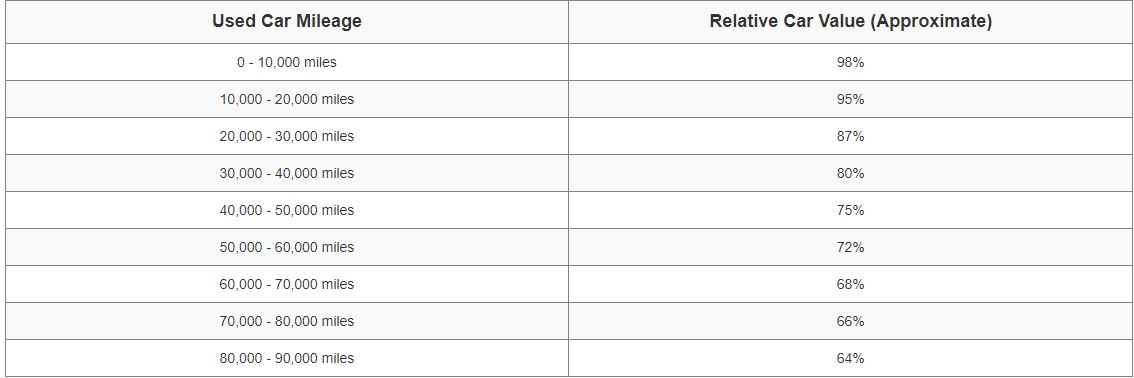 Used Car Mileage Relative Car Value (Approximate)
0 - 10,000 miles 98%
10,000 - 20,000 miles 95%
20,000 - 30,000 miles 87%
30,000 - 40,000 miles 80%
40,000 - 50,000 miles 75%
50,000 - 60,000 miles 72%
60,000 - 70,000 miles 68%
70,000 - 80,000 miles 66%
80,000 - 90,000 miles 64%